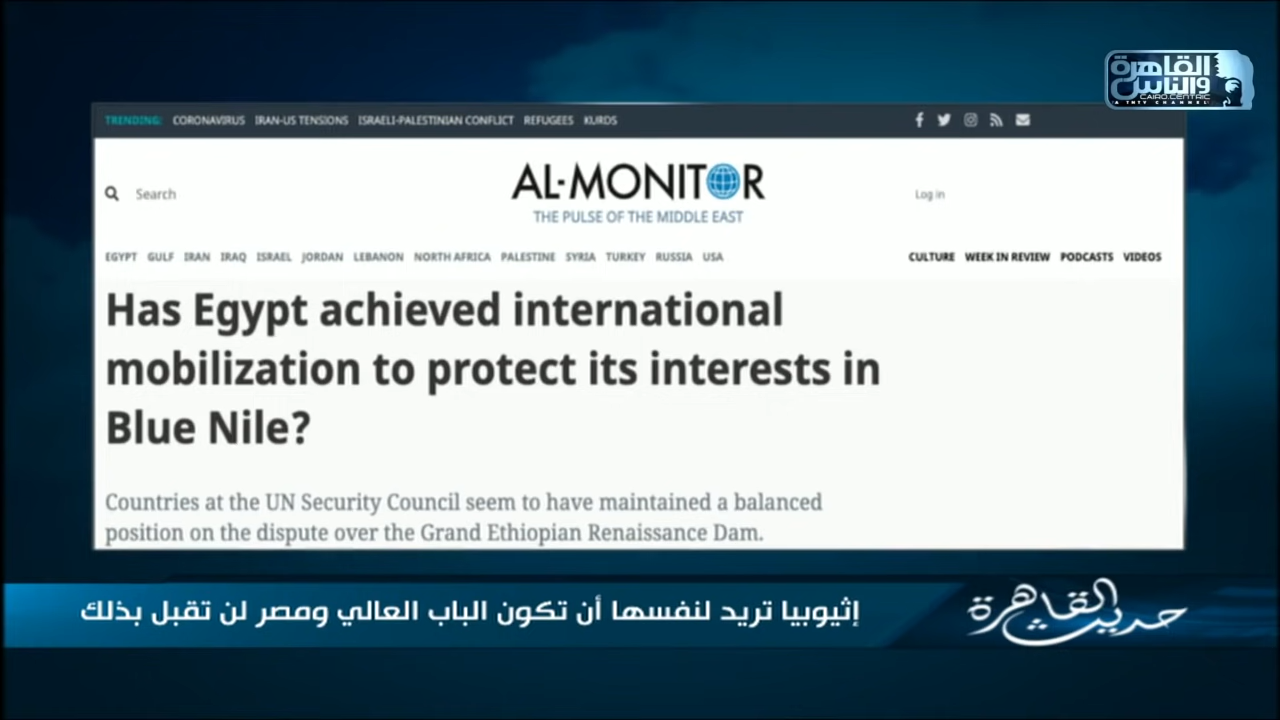 القاهرة
والناس
CAIRO.CENTRIC
A TNTV CHANNEL
TRENDING: CORONAVIRUS IRAN-US TENSIONS ISRAELI-PALESTINIAN CONFLICT REFUGEES KURDS
Search
AL-MONITOR
THE PULSE OF THE MIDDLE EAST
Log in
EGYPT GULF IRAN IRAQ ISRAEL JORDAN LEBANON NORTH AFRICA PALESTINE SYRIA TURKEY RUSSIA USA CULTURE WEEK IN REVIEW PODCASTS VIDEOS
Has Egypt achieved international
mobilization to protect its interests in
Blue Nile?
Countries at the UN Security Council seem to have maintained a balanced
position on the dispute over the Grand Ethiopian Renaissance Dam.
حديث القاهرة
إثيوبيا تريد لنفسها أن تكون الباب العالي ومصر لن تقبل بذلك